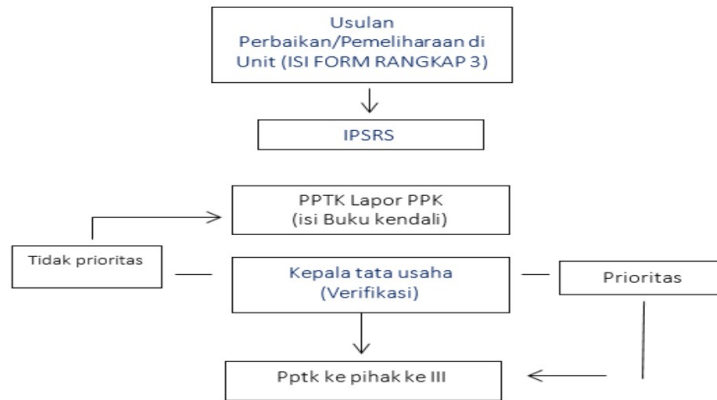 Usulan
Perbaikan/Pemeliharaan di
Unit (ISI FORM RANGKAP 3)
IPSRS
PPTK Lapor PPK
(isi Buku kendali)
Tidak prioritas
Kepala tata usaha
(Verifikasi)
Prioritas
Pptk ke pihak ke III